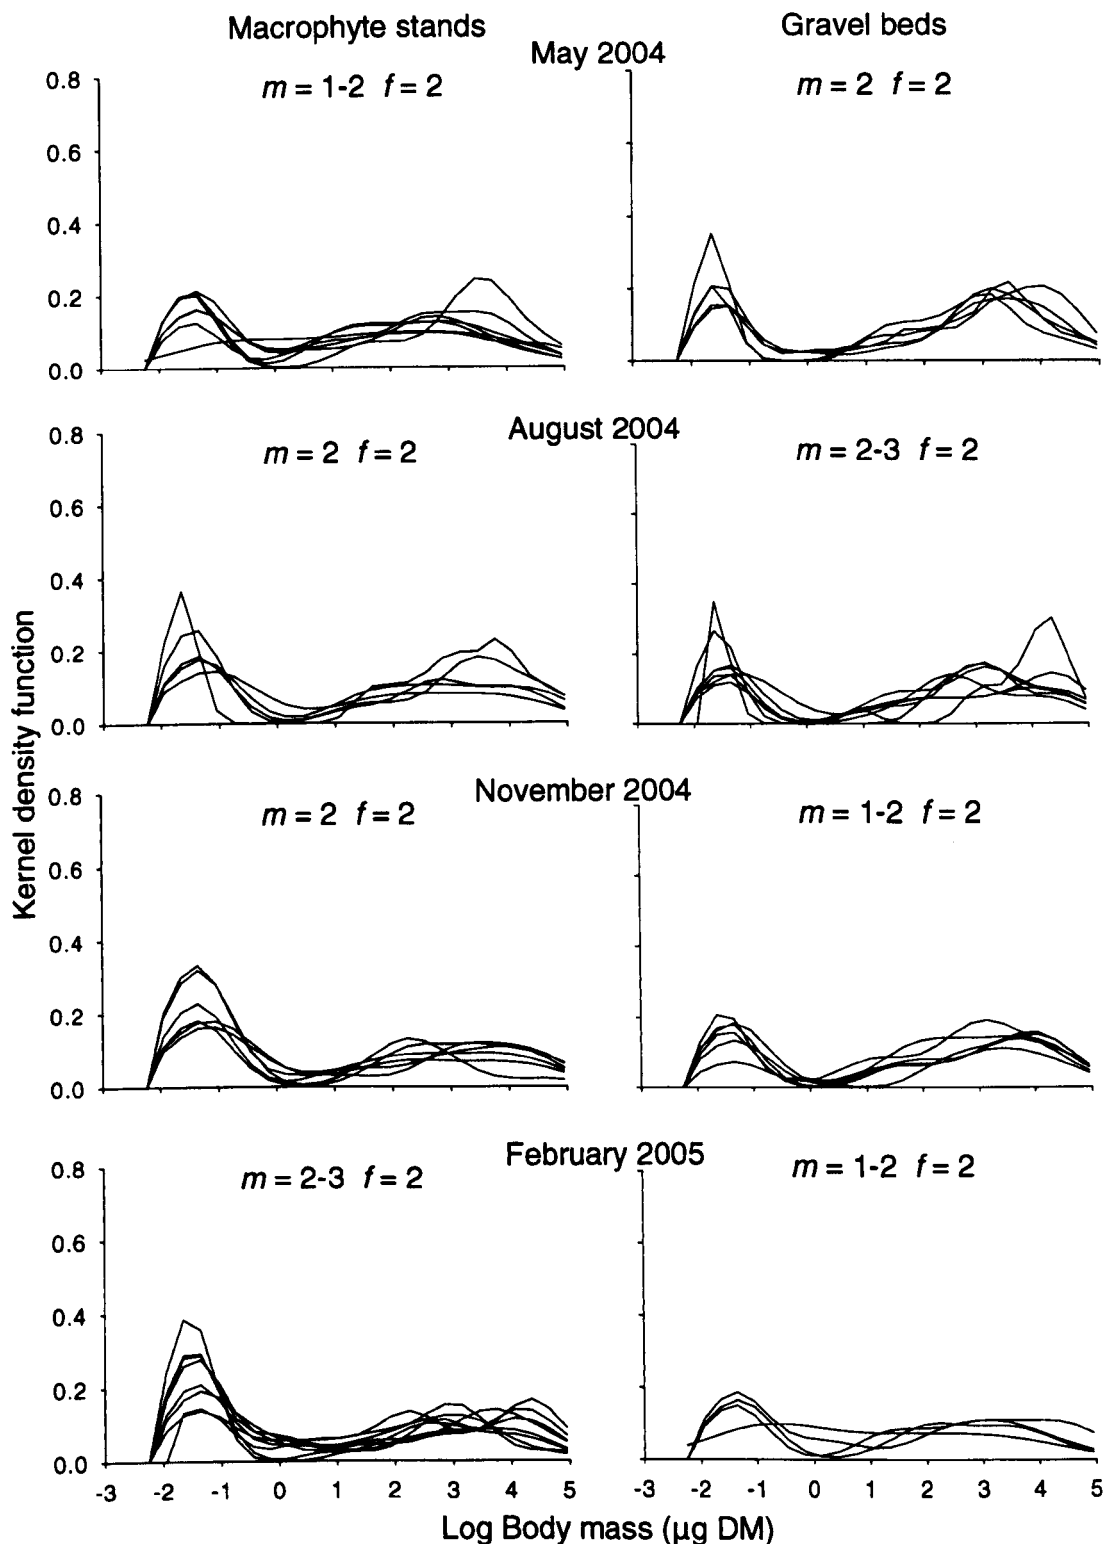 Macrophyte stands
Gravel beds
May 2004
m = 1-2 f = 2
m = 2 f = 2
0.8
0.6
0.4
0.2
0.0
August 2004
m = 2 f = 2
m = 2-3 f = 2
0.8
0.6
0.4
0.2
0.0
November 2004
m = 2 f = 2
m = 1-2 f = 2
0.8
0.6
0.4
0.2
0.0
February 2005
m = 2-3 f = 2
m = 1-2 f = 2
0.8
0.6
0.4
0.2
0.0
Kernel density function
-3 -2 -1 0 1 2 3 4 5
-3 -2 -1 0 1 2 3 4 5
Log Body mass (µg DM)